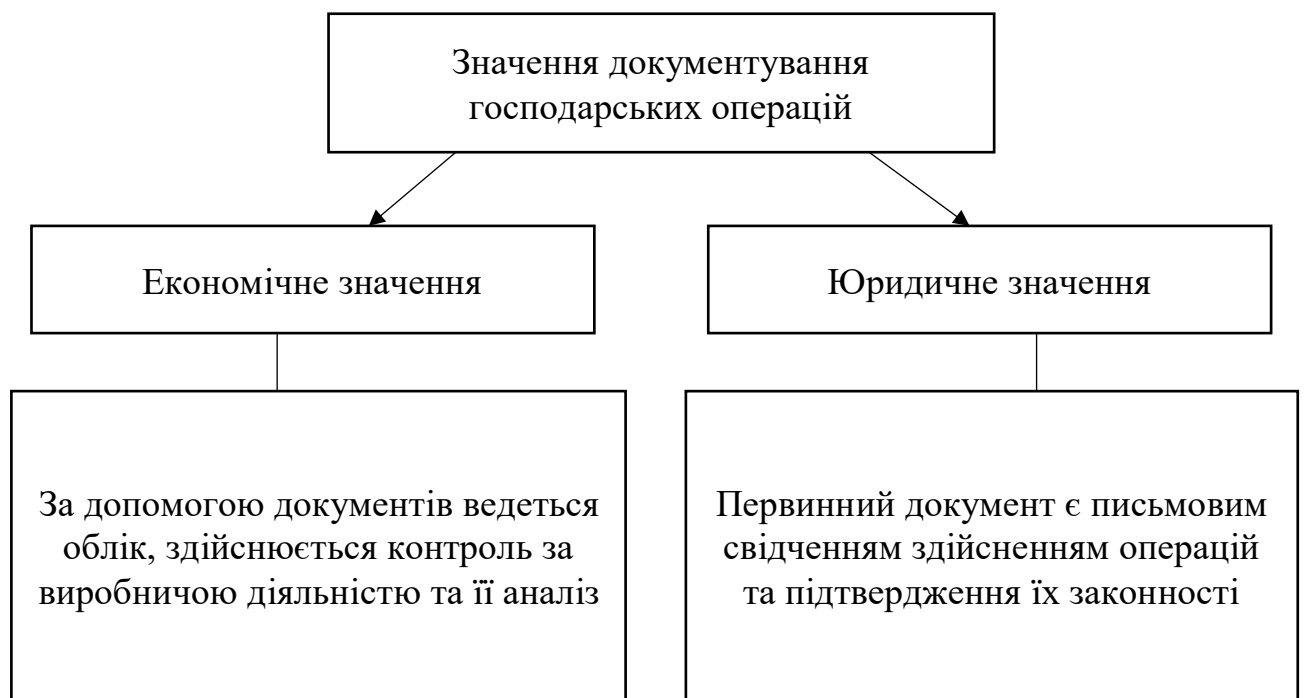 Значення документування
господарських операцій
Економічне значення
Юридичне значення
За допомогою документів ведеться
облік, здійснюється контроль за
виробничою діяльністю та її аналіз
Первинний документ є письмовим
свідченням здійсненням операцій
та підтвердження їх законності